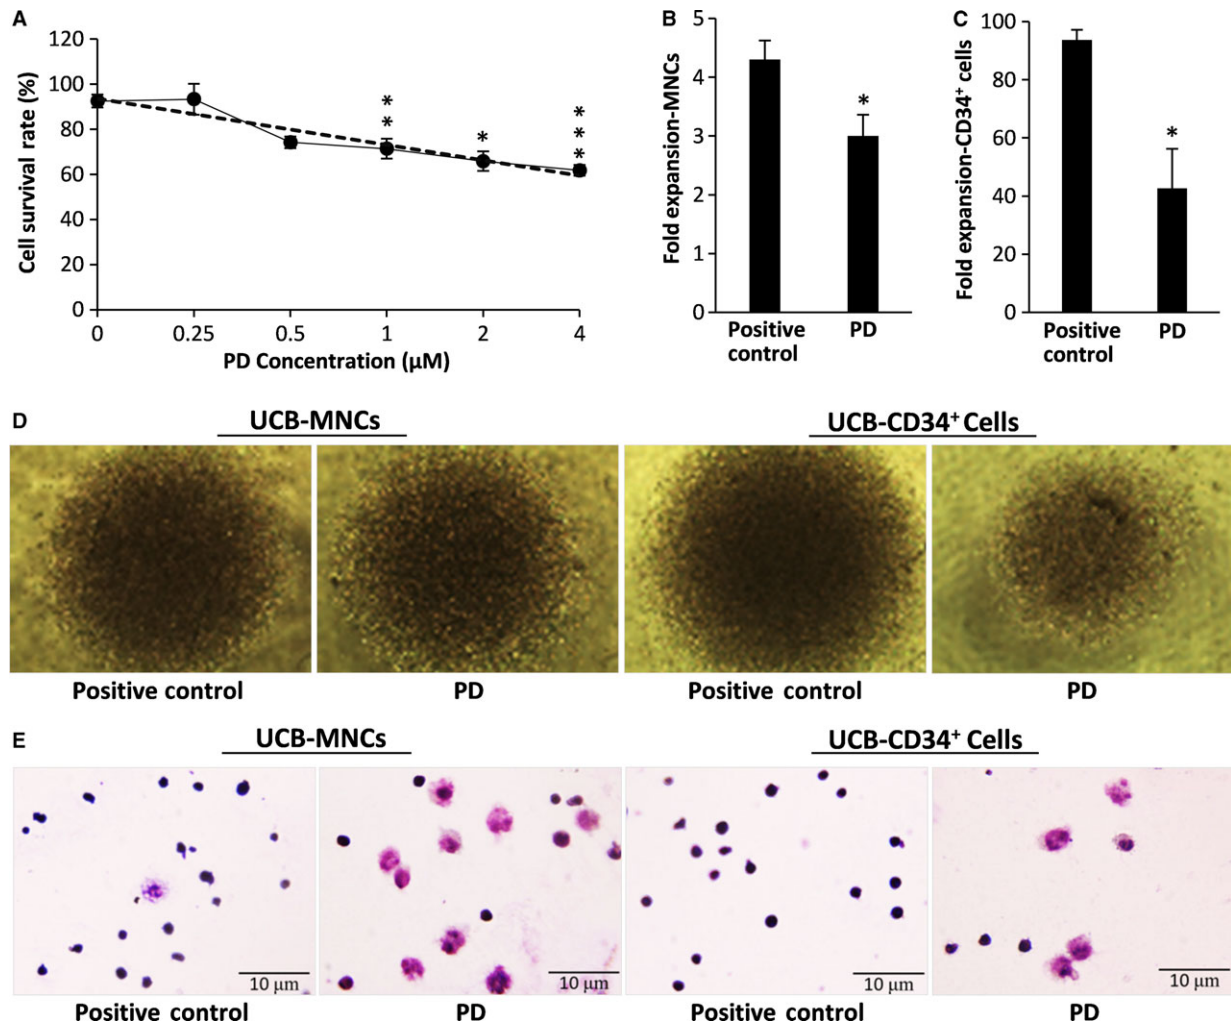 A
Cell survival rate (%)
120
100
80
60
40
20
0
* *
*
* * *
0 0.25 0.5 1 2 4
PD Concentration (µM)
B
Fold expansion-MNCs
5
4
3
2
1
0
*
Positive control
PD
C
Fold expansion-CD34+ cells
100
80
60
40
20
0
*
Positive control
PD
D
UCB-MNCs
UCB-CD34+ Cells
Positive control
PD
Positive control
PD
E
UCB-MNCs
UCB-CD34+ Cells
10 µm
10 µm
10 µm
10 µm
Positive control
PD
Positive control
PD